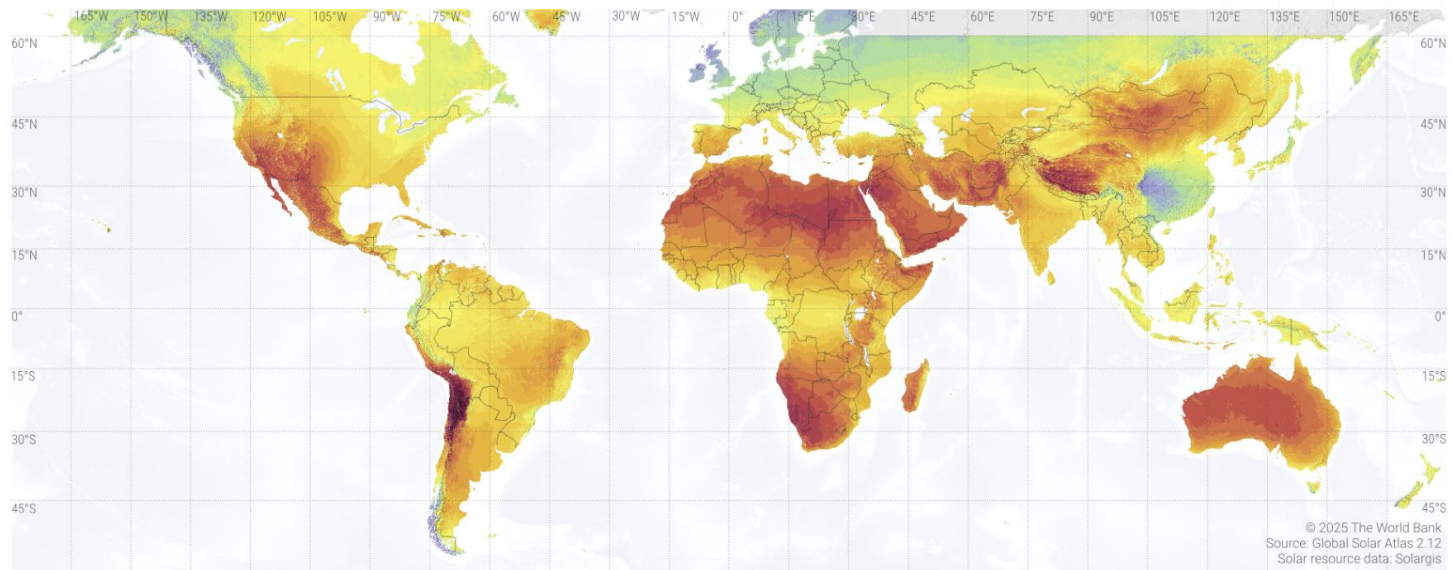 165°W 150°W 135°W 120°W 105°W 90°W 75°W 60°W 45°W 30°W 15°W 0° 15°E 30°E 45°E 60°E 75°E 90°E 105°E 120°E 135°E 150°E 165°E
60°N 60°N
45°N 45°N
30°N 30°N
15°N 15°N
0° 0°
15°S 15°S
30°S 30°S
45°S 45°S
© 2025 The World Bank
Source: Global Solar Atlas 2.12
Solar resource data: Solargis